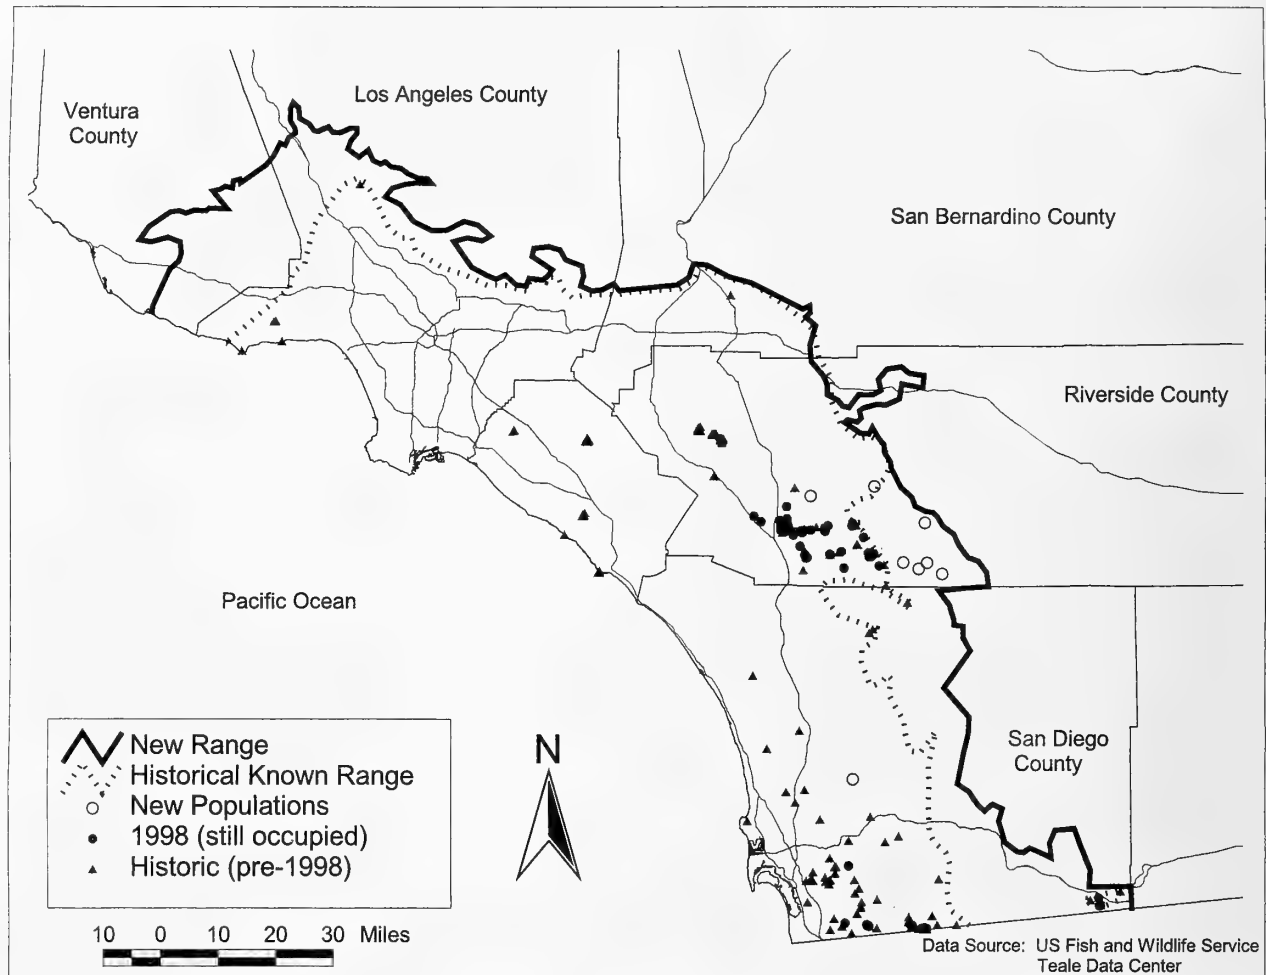 Ventura
County
Los Angeles County
San Bernardino County
Riverside County
Pacific Ocean
San Diego
County
New Range
Historical Known Range
New Populations
1998 (still occupied)
Historic (pre-1998)
N
10 0 10 20 30 Miles
Data Source: US Fish and Wildlife Service
Teale Data Center